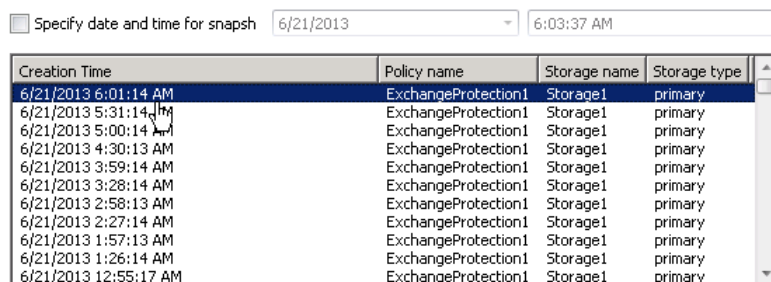 Specify date and time for snapsh 6/21/2013 6:03:37 AM
Creation Time Policy name Storage name Storage type
6/21/2013 6:01:14 AM ExchangeProtection1 Storage1 primary
6/21/2013 5:31:14 ExchangeProtection1 Storage1 primary
6/21/2013 5:00:14 AM ExchangeProtection1 Storage1 primary
6/21/2013 4:30:13 AM ExchangeProtection1 Storage1 primary
6/21/2013 3:59:14 AM ExchangeProtection1 Storage1 primary
6/21/2013 3:28:14 AM ExchangeProtection1 Storage1 primary
6/21/2013 2:58:13 AM ExchangeProtection1 Storage1 primary
6/21/2013 2:27:14 AM ExchangeProtection1 Storage1 primary
6/21/2013 1:57:13 AM ExchangeProtection1 Storage1 primary
6/21/2013 1:26:14 AM ExchangeProtection1 Storage1 primary
6/21/2013 12:55:17 AM ExchangeProtection1 Storage1 primary